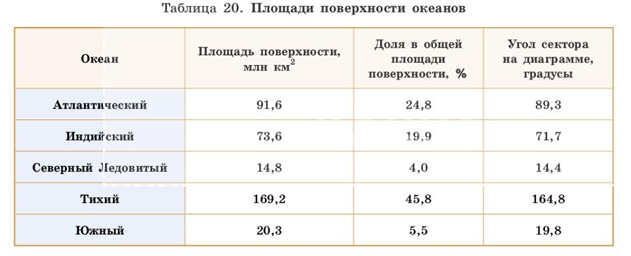 Таблица 20. Площади поверхности океанов
Океан
Площадь поверхности,
млн км²
Доля в общей
площади
поверхности, %
Угол сектора
на диаграмме,
градусы
Атлантический 91,6 24,8 89,3
Индийский 73,6 19,9 71,7
Северный Ледовитый 14,8 4,0 14,4
Тихий 169,2 45,8 164,8
Южный 20,3 5,5 19,8